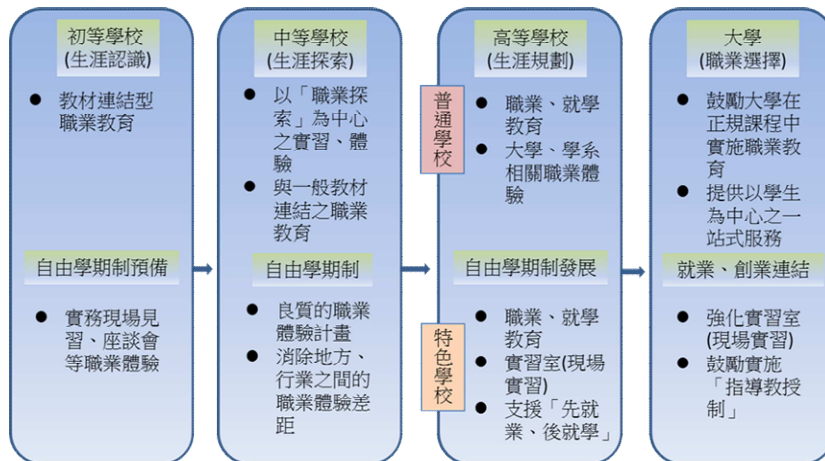 初等學校
(生涯認識)
● 教材連結型
職業教育
自由學期制預備
● 實務現場見
習、座談會
等職業體驗
中等學校
(生涯探索)
● 以「職業探
索」為中心
之實習、體
驗
● 與一般教材
連結之職業
教育
自由學期制
● 良質的職業
體驗計畫
● 消除地方、
行業之間的
職業體驗差
距
高等學校
(生涯規劃)
普通學校
● 職業、就學
教育
● 大學、學系
相關職業體
驗
自由學期制發展
特色學校
● 職業、就學
教育
● 實習室(現場
實習)
● 支援「先就
業、後就學」
大學
(職業選擇)
● 鼓勵大學在
正規課程中
實施職業教
育
● 提供以學生
為中心之一
站式服務
就業、創業連結
● 強化實習室
(現場實習)
● 鼓勵實施
「指導教授
制」